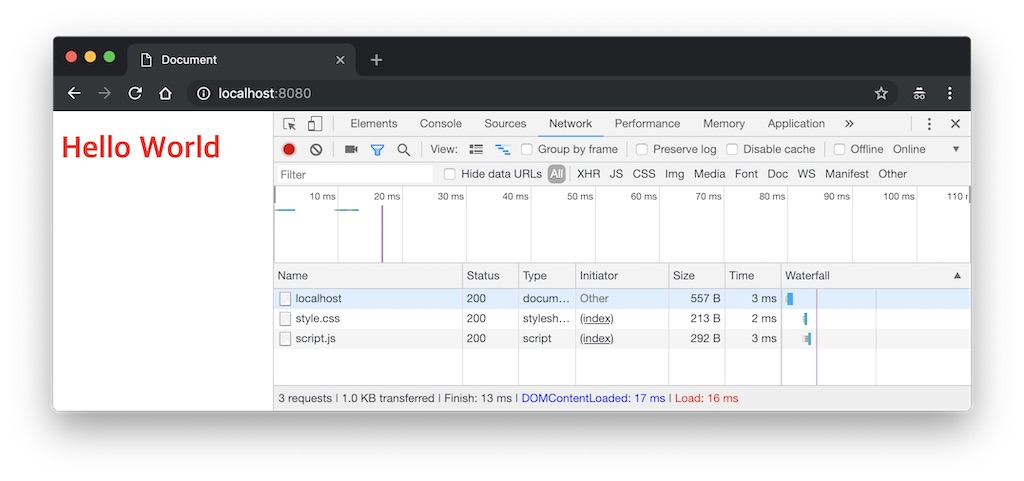 Document
localhost:8080
Hello World
Elements Console Sources Network Performance Memory Application »
View: Group by frame Preserve log Disable cache Offline Online
Filter Hide data URLs All XHR JS CSS Img Media Font Doc WS Manifest Other
10 ms 20 ms 30 ms 40 ms 50 ms 60 ms 70 ms 80 ms 90 ms 100 ms 110
Name Status Type Initiator Size Time Waterfall
localhost 200 docum… Other 557 B 3 ms
style.css 200 stylesh… (index) 213 B 2 ms
script.js 200 script (index) 292 B 3 ms
3 requests | 1.0 KB transferred | Finish: 13 ms | DOMContentLoaded: 17 ms | Load: 16 ms